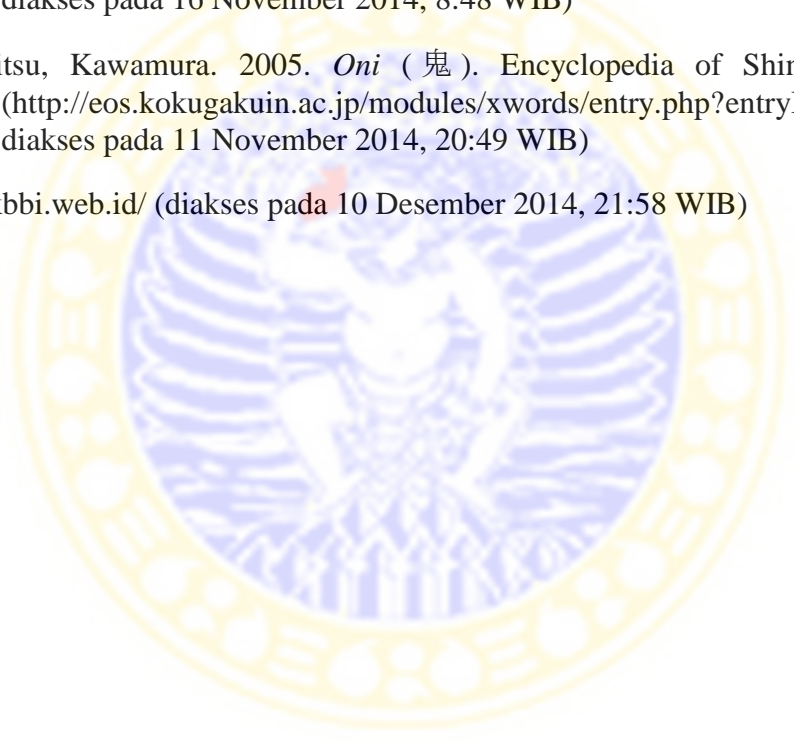 diakses pada 16 November 2014, 8:48 WIB)
itsu, Kawamura. 2005. Oni ( 鬼 ). Encyclopedia of Shin
(http://eos.kokugakuin.ac.jp/modules/xwords/entry.php?entry
diakses pada 11 November 2014, 20:49 WIB)
kbbi.web.id/ (diakses pada 10 Desember 2014, 21:58 WIB)